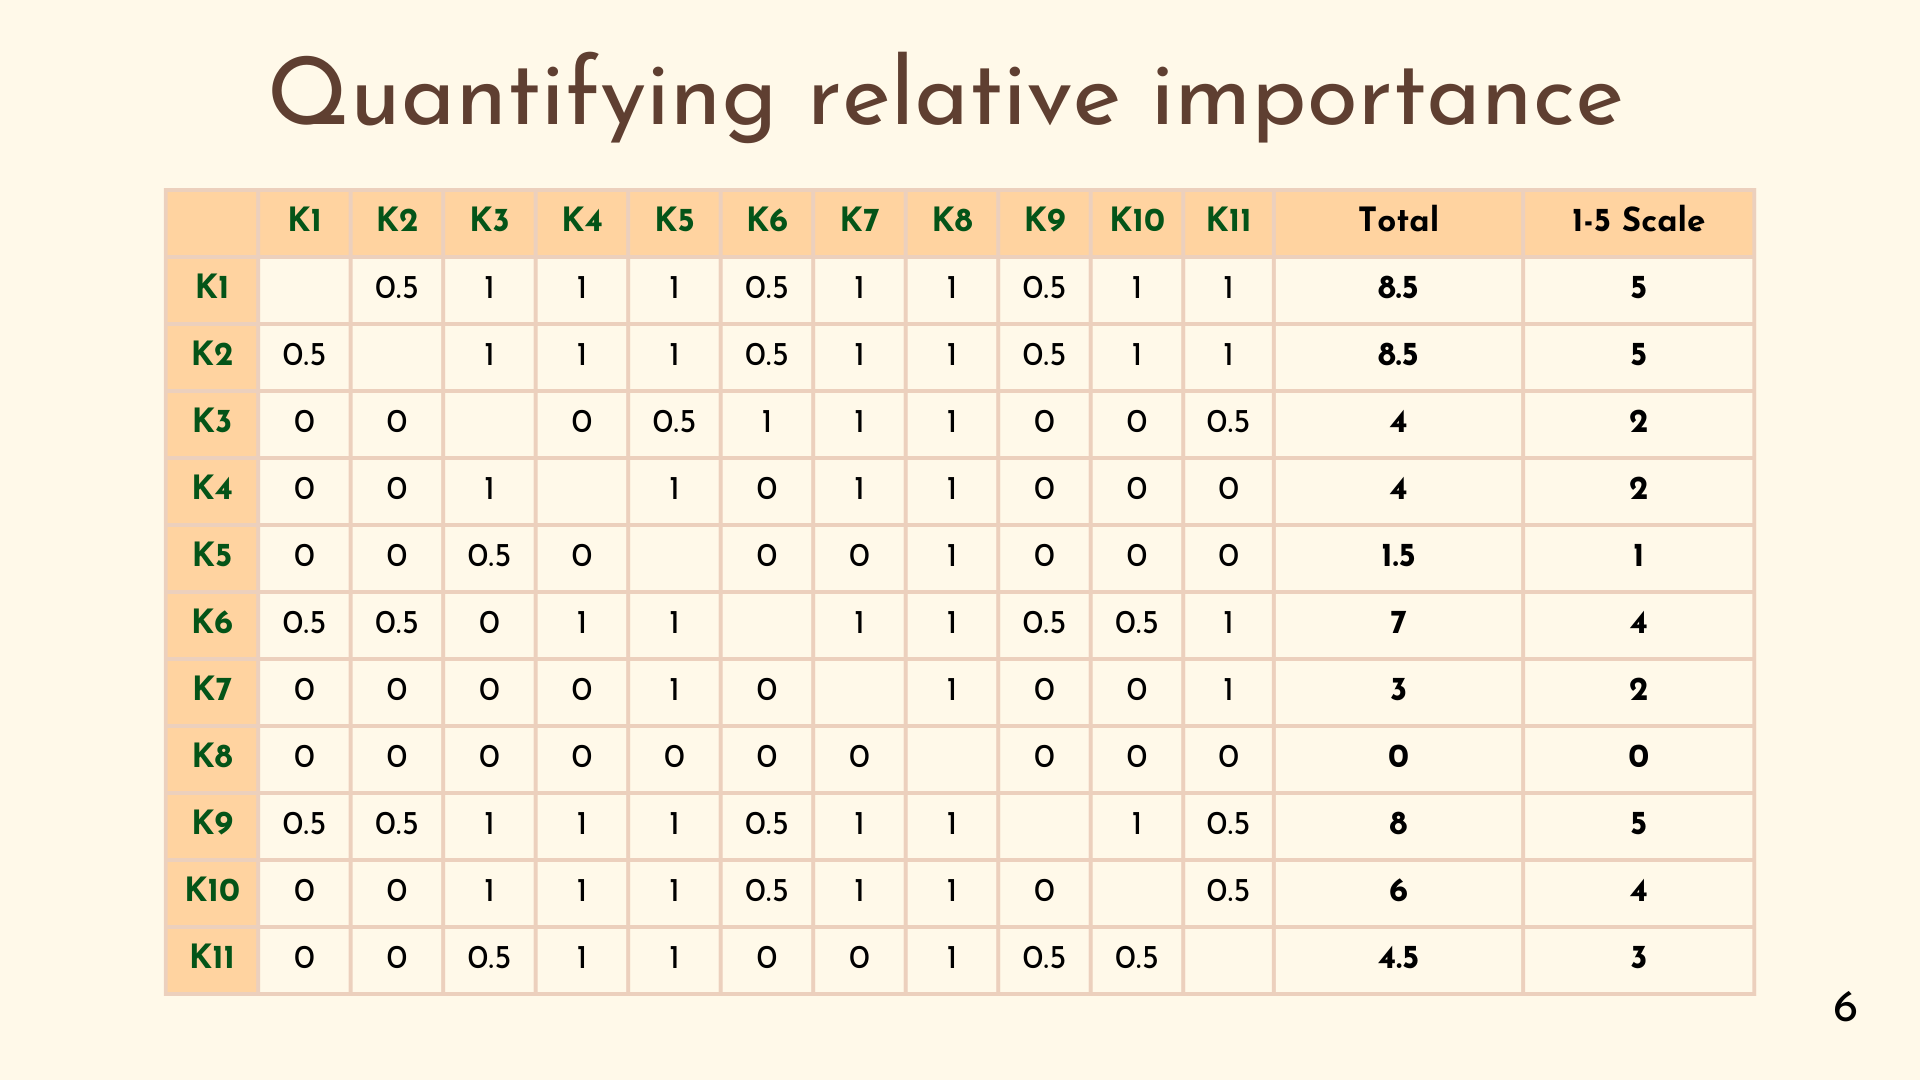 Quantifying relative importance
K1 K2 K3 K4 K5 K6 K7 K8 K9 K10 K11 Total 1-5 Scale
K1 0.5 1 1 1 0.5 1 1 0.5 1 1 8.5 5
K2 0.5 1 1 1 0.5 1 1 0.5 1 1 8.5 5
K3 0 0 0 0.5 1 1 1 0 0 0.5 4 2
K4 0 0 1 1 0 1 1 0 0 0 4 2
K5 0 0 0.5 0 0 0 1 0 0 0 1.5 1
K6 0.5 0.5 0 1 1 1 1 0.5 0.5 1 7 4
K7 0 0 0 0 1 0 1 0 0 1 3 2
K8 0 0 0 0 0 0 0 0 0 0 0 0
K9 0.5 0.5 1 1 1 0.5 1 1 1 0.5 8 5
K10 0 0 1 1 1 0.5 1 1 0 0.5 6 4
K11 0 0 0.5 1 1 0 0 1 0.5 0.5 4.5 3
6